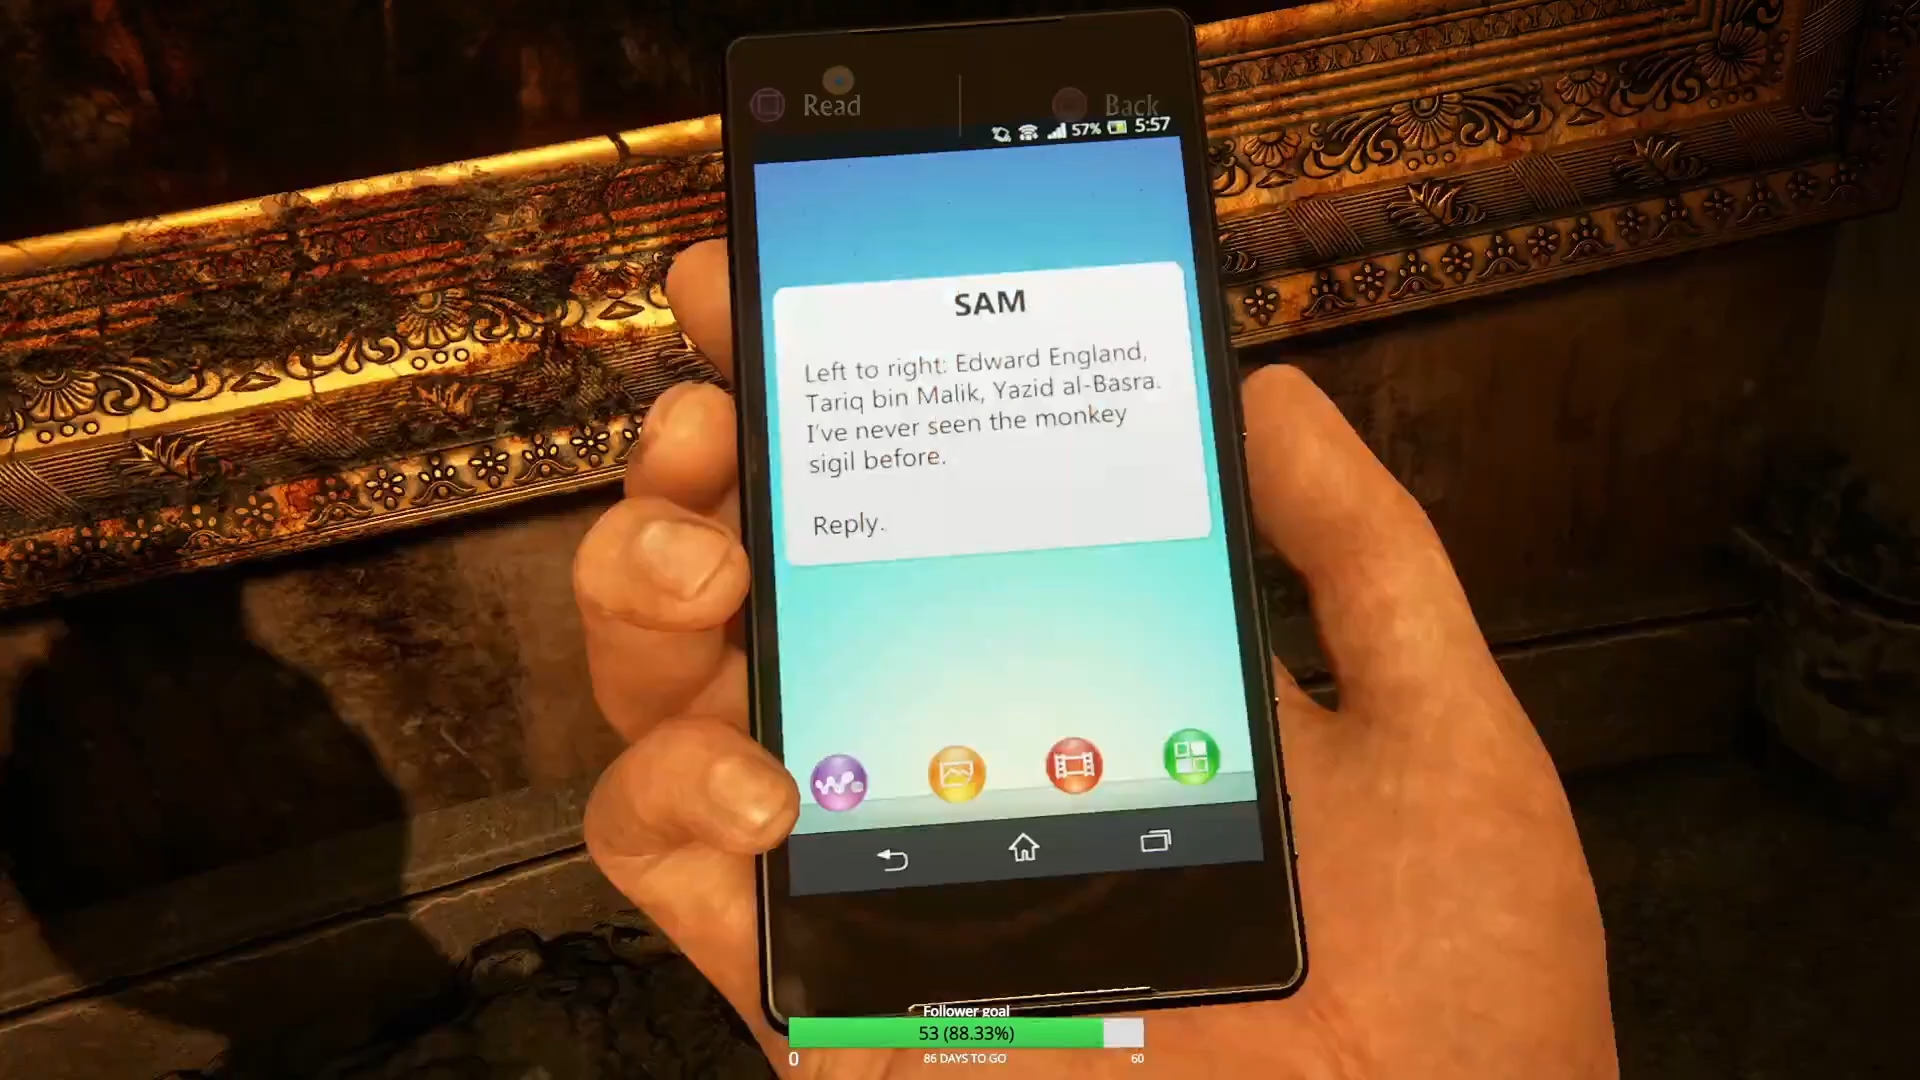 Read
Back
57% 5:57
SAM
Left to right: Edward England,
Tariq bin Malik, Yazid al-Basra.
I've never seen the monkey
sigil before.
Reply.
Follower goal
53 (88.33%)
0
86 DAYS TO GO
60